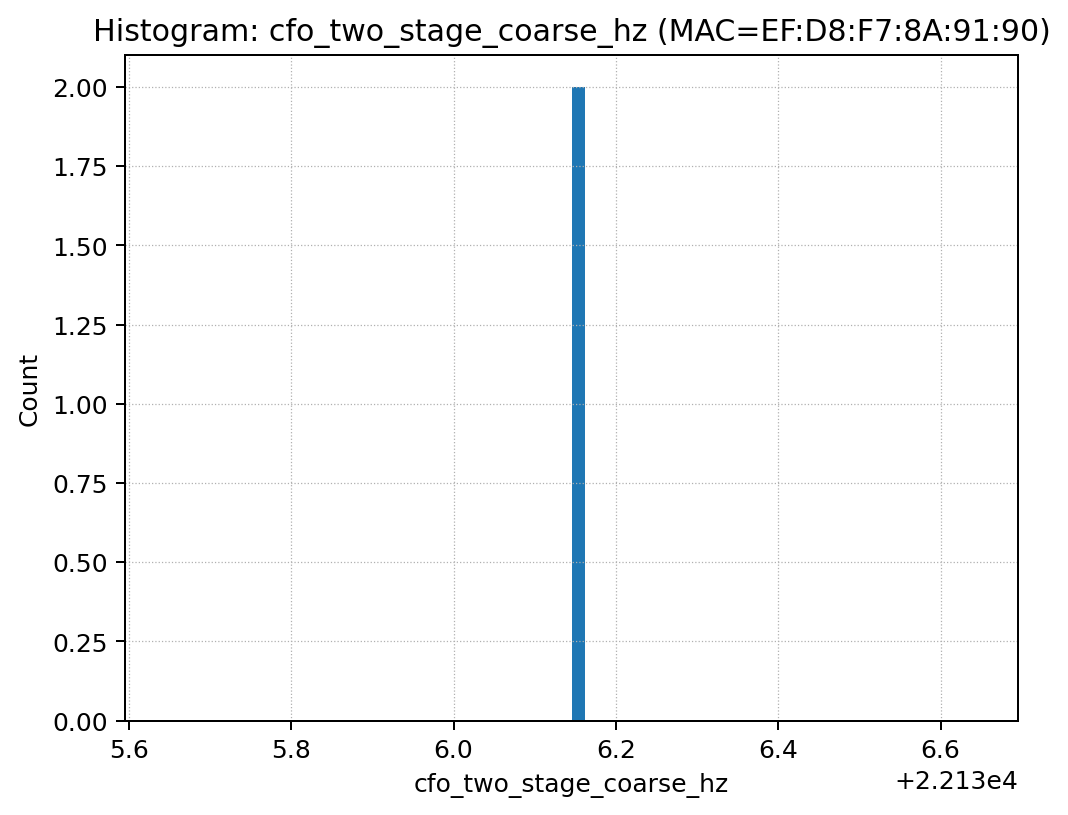 Histogram: cfo_two_stage_coarse_hz (MAC=EF:D8:F7:8A:91:90)
2.00
1.75
1.50
1.25
1.00
0.75
0.50
0.25
0.00
Count
5.6 5.8 6.0 6.2 6.4 6.6
cfo_two_stage_coarse_hz
+2.213e4